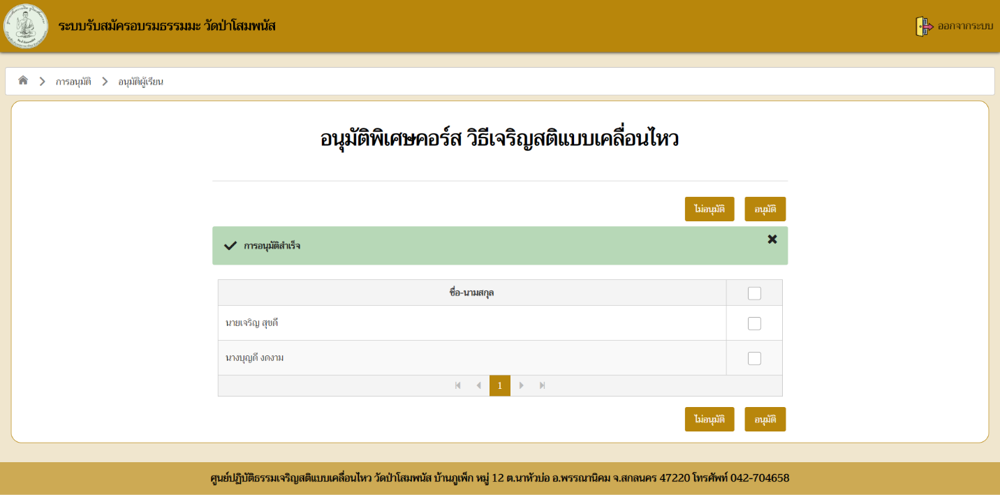 ระบบรับสมัครอบรมธรรมมะ วัดป่าโสมพนัส
ออกจากระบบ
การอนุมัติ
อนุมัติผู้เรียน
อนุมัติพิเศษคอร์ส วิธีเจริญสติแบบเคลื่อนไหว
ไม่อนุมัติ
อนุมัติ
การอนุมัติสำเร็จ
ชื่อ-นามสกุล
นายเจริญ สุขดี
นางบุญดี งดงาม
1
ไม่อนุมัติ
อนุมัติ
ศูนย์ปฏิบัติธรรมเจริญสติแบบเคลื่อนไหว วัดป่าโสมพนัส บ้านภูเพ็ก หมู่ 12 ต.นาหัวบ่อ อ.พรรณานิคม จ.สกลนคร 47220 โทรศัพท์ 042-704658